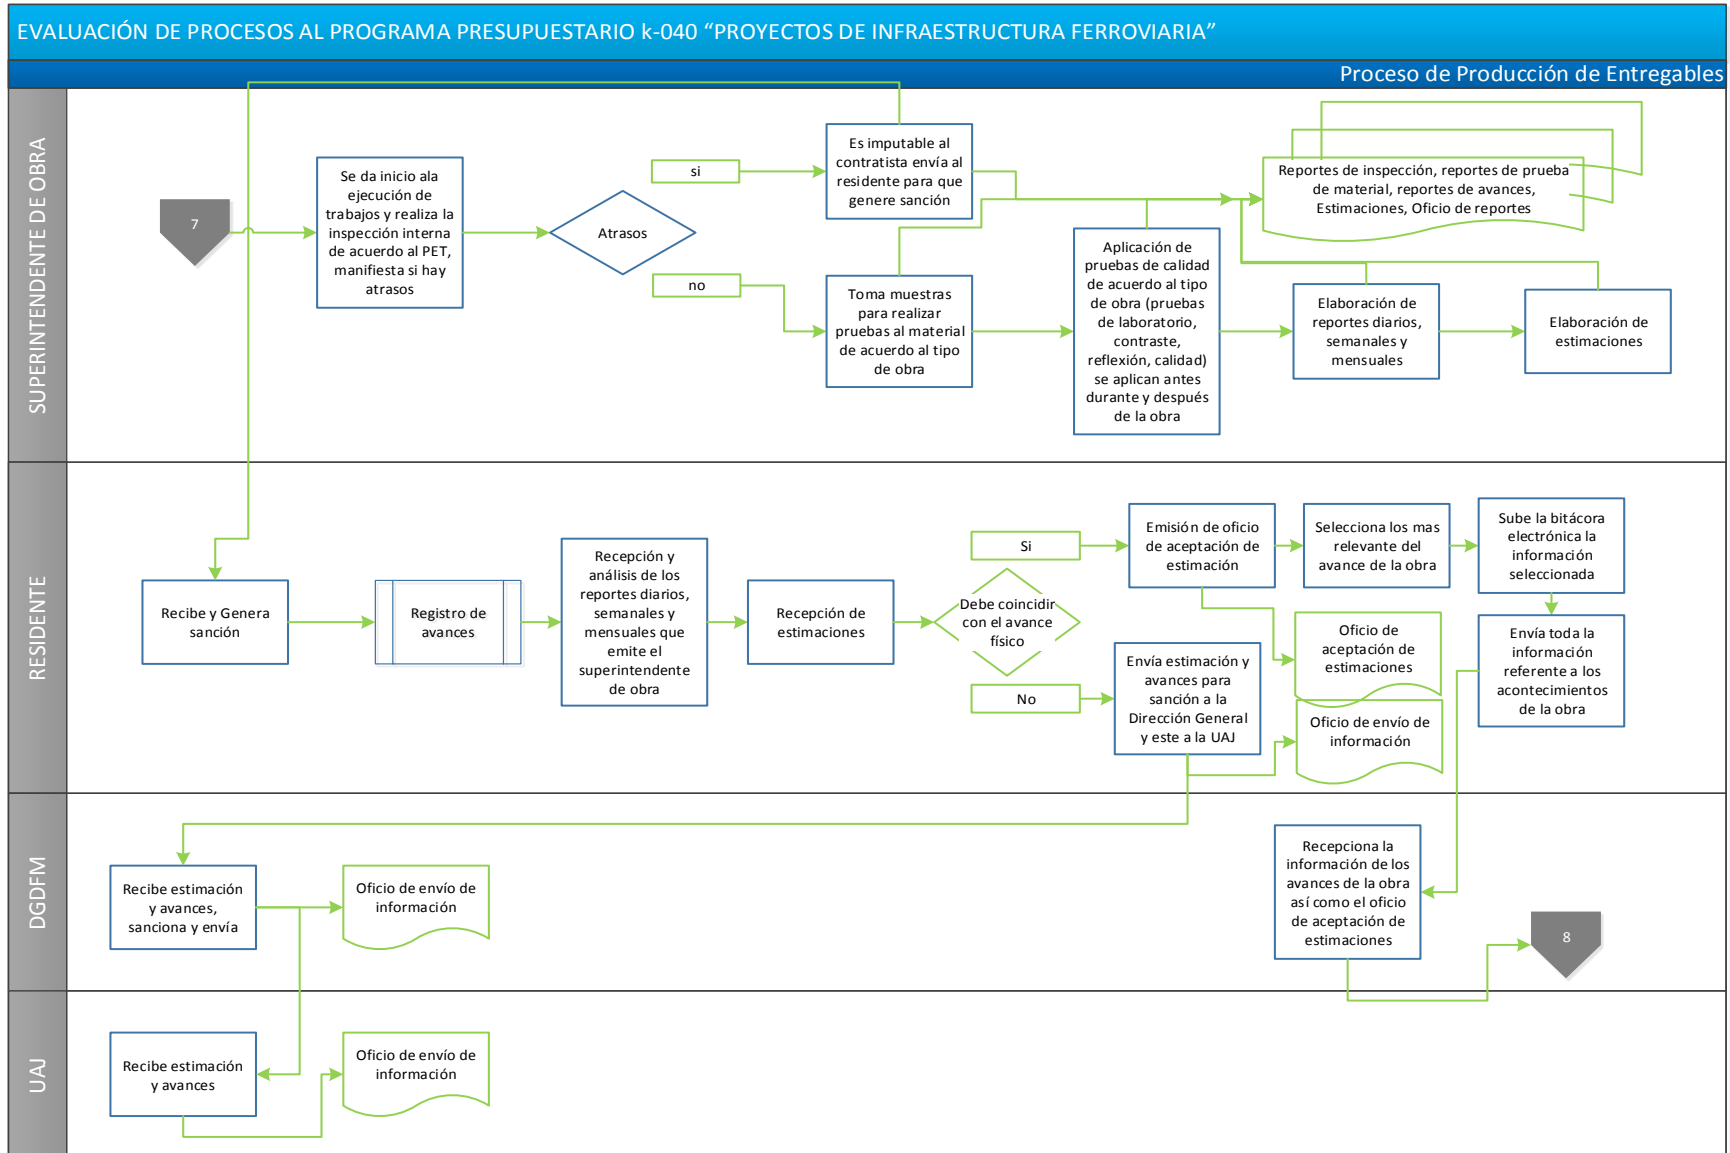 EVALUACIÓN DE PROCESOS AL PROGRAMA PRESUPUESTARIO k-040 “PROYECTOS DE INFRAESTRUCTURA FERROVIARIA”
Proceso de Producción de Entregables
SUPERINTENDENTE DE OBRA
7
Se da inicio ala
ejecución de
trabajos y realiza la
inspección interna
de acuerdo al PET,
manifiesta si hay
atrasos
Atrasos
si
no
Es imputable al
contratista envía al
residente para que
genere sanción
Toma muestras
para realizar
pruebas al material
de acuerdo al tipo
de obra
Aplicación de
pruebas de calidad
de acuerdo al tipo
de obra (pruebas
de laboratorio,
contraste,
reflexión, calidad)
se aplican antes
durante y después
de la obra
Reportes de inspección, reportes de prueba
de material, reportes de avances,
Estimaciones, Oficio de reportes
Elaboración de
reportes diarios,
semanales y
mensuales
Elaboración de
estimaciones
RESIDENTE
Recibe y Genera
sanción
Registro de
avances
Recepción y
análisis de los
reportes diarios,
semanales y
mensuales que
emite el
superintendente
de obra
Recepción de
estimaciones
Si
Debe coincidir
con el avance
físico
No
Emisión de oficio
de aceptación de
estimación
Selecciona los mas
relevante del
avance de la obra
Sube la bitácora
electrónica la
información
seleccionada
Envía estimación y
avances para
sanción a la
Dirección General
y este a la UAJ
Oficio de
aceptación de
estimaciones
Oficio de envío de
información
Envía toda la
información
referente a los
acontecimientos
de la obra
DGDFM
Recibe estimación
y avances,
sanciona y envía
Oficio de envío de
información
Recepciona la
información de los
avances de la obra
así como el oficio
de aceptación de
estimaciones
8
UAJ
Recibe estimación
y avances
Oficio de envío de
información